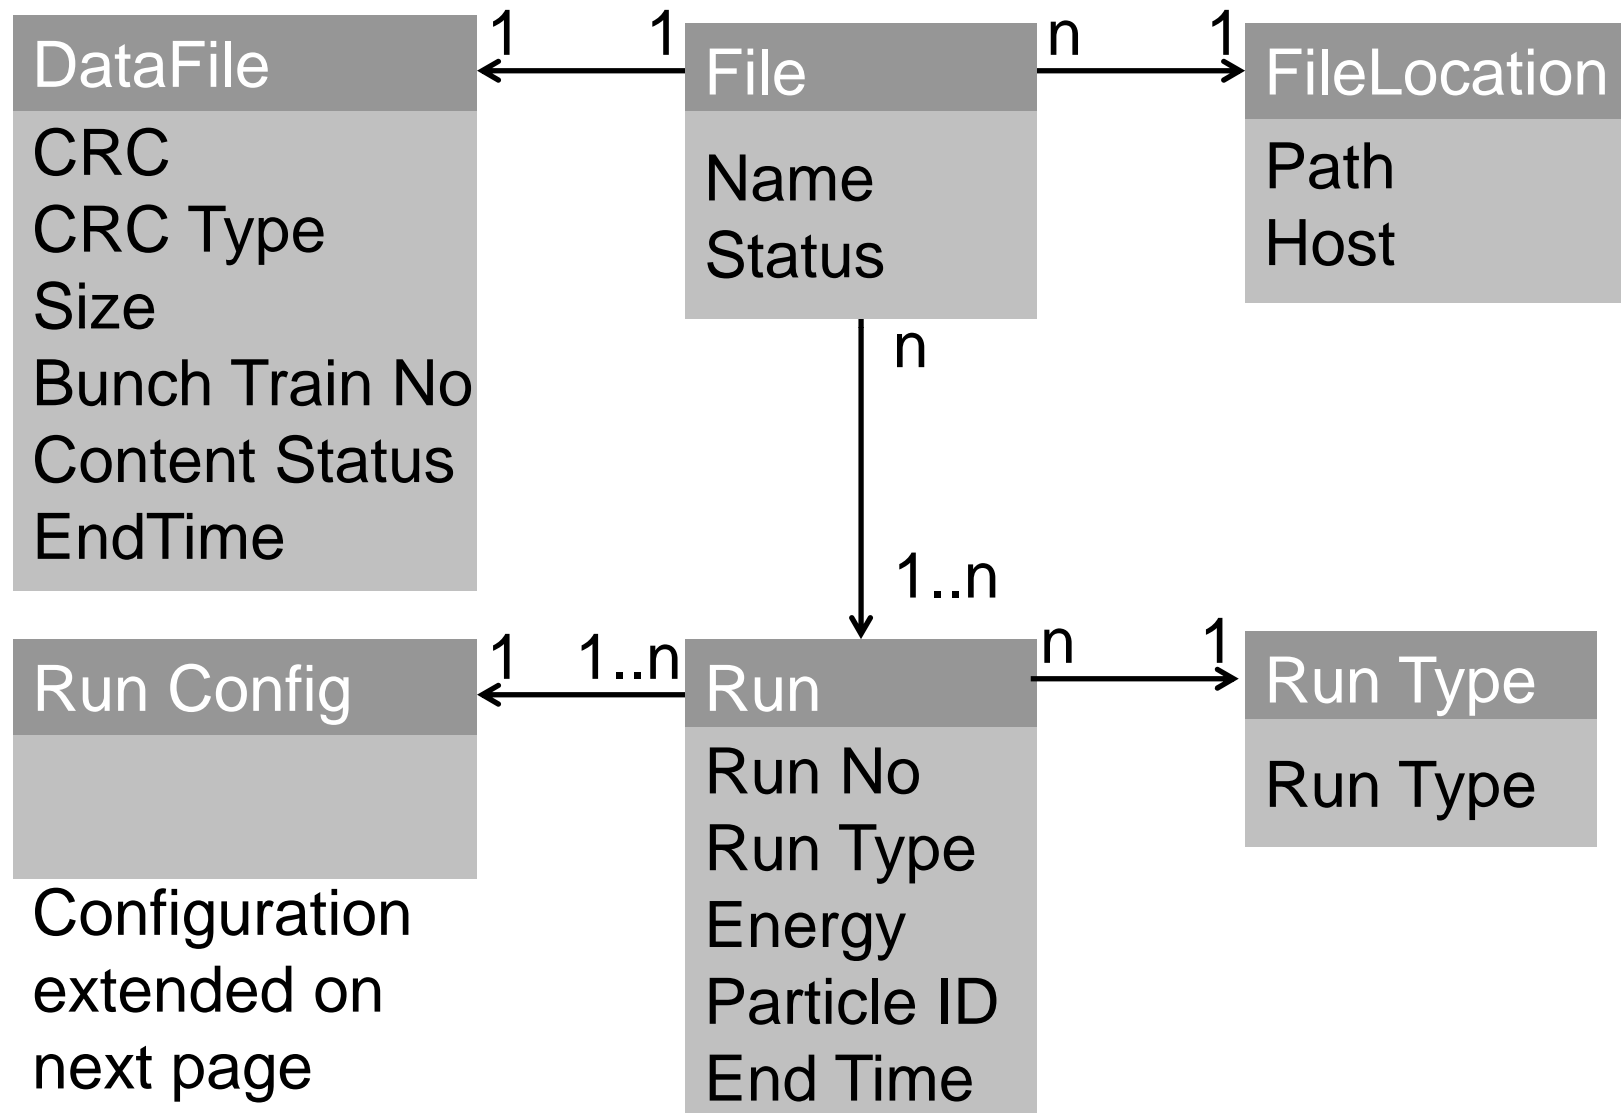 DataFile
CRC
CRC Type
Size
Bunch Train No
Content Status
EndTime
1 1
File
Name
Status
n 1
FileLocation
Path
Host
n
1..n
Run Config
Configuration
extended on
next page
1 1..n
Run
Run No
Run Type
Energy
Particle ID
End Time
n 1
Run Type
Run Type